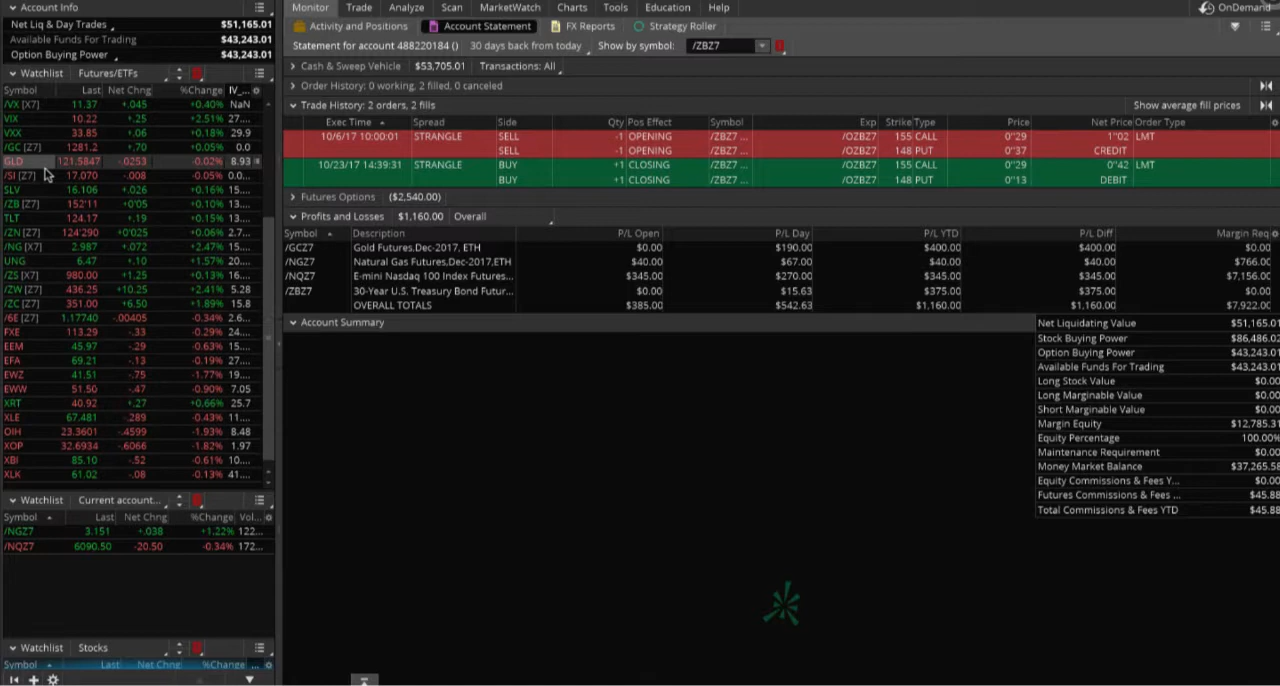 Account Info
Net Liq & Day Trades $51,165.01
Available Funds For Trading $43,243.01
Option Buying Power $43,243.01
Watchlist Futures/ETFs
Symbol Last Net Chng %Change IV_...
/VX [X7] 11.37 +.045 +0.40% NaN
VIX 10.22 +.25 +2.51% 27....
VXX 33.85 +.06 +0.18% 29.9
/GC [Z7] 1281.2 +.70 +0.05% 0.0
GLD 121.5847 -.0253 -0.02% 8.93
/SI [Z7] 17.070 -.008 -0.05% 0.0...
SLV 16.106 +.026 +0.16% 15....
/ZB [Z7] 152'11 +0'05 +0.10% 13....
TLT 124.17 +.19 +0.15% 13....
/ZN [Z7] 124'290 +0'025 +0.06% 2.7...
/NG [X7] 2.987 +.072 +2.47% 15....
UNG 6.47 +.10 +1.57% 20....
/ZS [X7] 980.00 +1.25 +0.13% 16....
/ZW [Z7] 436.25 +10.25 +2.41% 5.28
/ZC [Z7] 351.00 +6.50 +1.89% 15.8
/6E [Z7] 1.17740 -.00405 -0.34% 2.6...
FXE 113.29 -.33 -0.29% 24....
EEM 45.97 -.29 -0.63% 15....
EFA 69.21 -.13 -0.19% 27....
EWZ 41.51 -.75 -1.77% 19....
EWW 51.50 -.47 -0.90% 7.05
XRT 40.92 +.27 +0.66% 25.7
XLE 67.481 -.289 -0.43% 11....
OIH 23.3601 -.4599 -1.93% 8.48
XOP 32.6934 -.6066 -1.82% 1.97
XBI 85.10 -.52 -0.61% 10....
XLK 61.02 -.08 -0.13% 41....
Watchlist Current account...
Symbol Last Net Chng %Change Vol...
/NGZ7 3.151 +.038 +1.22% 122...
/NQZ7 6090.50 -20.50 -0.34% 172...
Watchlist Stocks
Symbol Last Net Chng %Change ...
Monitor Trade Analyze Scan MarketWatch Charts Tools Education Help OnDemand
Activity and Positions Account Statement FX Reports Strategy Roller
Statement for account 488220184 () 30 days back from today Show by symbol: /ZBZ7
Cash & Sweep Vehicle $53,705.01 Transactions: All
Order History: 0 working, 2 filled, 0 canceled
Trade History: 2 orders, 2 fills Show average fill prices
Exec Time Spread Side Qty Pos Effect Symbol Exp Strike Type Price Net Price Order Type
10/6/17 10:00:01 STRANGLE SELL -1 OPENING /ZBZ7 ... /OZBZ7 155 CALL 0"29 1"02 LMT
SELL -1 OPENING /ZBZ7 ... /OZBZ7 148 PUT 0"37 CREDIT
10/23/17 14:39:31 STRANGLE BUY +1 CLOSING /ZBZ7 ... /OZBZ7 155 CALL 0"29 0"42 LMT
BUY +1 CLOSING /ZBZ7 ... /OZBZ7 148 PUT 0"13 DEBIT
Futures Options ($2,540.00)
Profits and Losses $1,160.00 Overall
Symbol Description P/L Open P/L Day P/L YTD P/L Diff Margin Req
/GCZ7 Gold Futures,Dec-2017, ETH $0.00 $190.00 $400.00 $400.00 $0.00
/NGZ7 Natural Gas Futures,Dec-2017,ETH $40.00 $67.00 $40.00 $40.00 $766.00
/NQZ7 E-mini Nasdaq 100 Index Futures... $345.00 $270.00 $345.00 $345.00 $7,156.00
/ZBZ7 30-Year U.S. Treasury Bond Futur... $0.00 $15.63 $375.00 $375.00 $0.00
OVERALL TOTALS $385.00 $542.63 $1,160.00 $1,160.00 $7,922.00
Account Summary
Net Liquidating Value $51,165.01
Stock Buying Power $86,486.02
Option Buying Power $43,243.01
Available Funds For Trading $43,243.01
Long Stock Value $0.00
Long Marginable Value $0.00
Short Marginable Value $0.00
Margin Equity $12,785.31
Equity Percentage 100.00%
Maintenance Requirement $0.00
Money Market Balance $37,265.58
Equity Commissions & Fees Y... $0.00
Futures Commissions & Fees ... $45.88
Total Commissions & Fees YTD $45.88